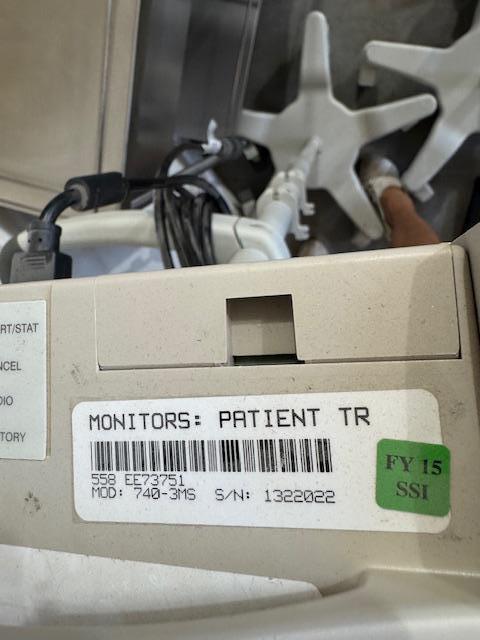 RT/STAT
NCEL
DIO
TORY
MONITORS: PATIENT TR
558 EE73751
MOD: 740-3MS S/N: 1322022
FY 15
SSI